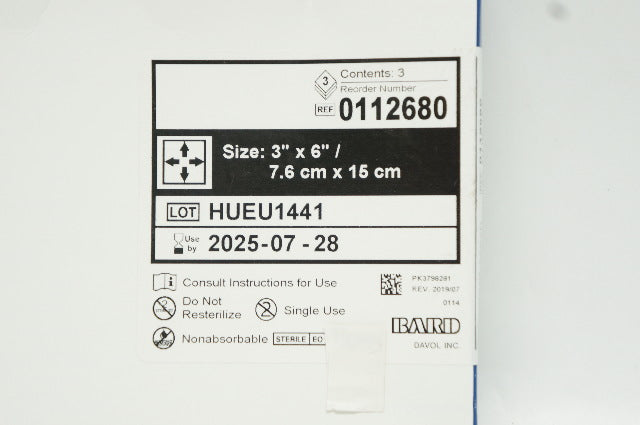 3
Contents: 3
Reorder Number
REF 0112680
Size: 3" x 6" /
7.6 cm x 15 cm
LOT HUEU1441
Use
by 2025-07-28
Consult Instructions for Use
PK3798281
REV. 2019/07
0114
Do Not
Resterilize
Single Use
BARD
DAVOL INC.
Nonabsorbable STERILE EO